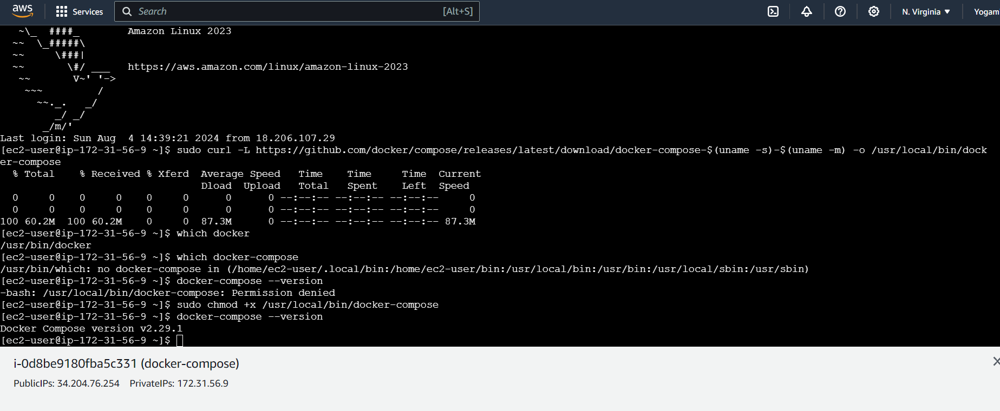 aws Services Search [Alt+S] N. Virginia ▼ Yogam
~\_ ####_ Amazon Linux 2023
~~ \_#####\
~~ \###|
~~ \#/ ___ https://aws.amazon.com/linux/amazon-linux-2023
~~ V~' '->
~~~ /
~~._. _/
_/ _/
_/m/'
Last login: Sun Aug  4 14:39:21 2024 from 18.206.107.29
[ec2-user@ip-172-31-56-9 ~]$ sudo curl -L https://github.com/docker/compose/releases/latest/download/docker-compose-$(uname -s)-$(uname -m) -o /usr/local/bin/dock
er-compose
% Total % Received % Xferd Average Speed Time Time Time Current
Dload Upload Total Spent Left Speed
0 0 0 0 0 0 0 0 --:--:-- --:--:-- --:--:-- 0
0 0 0 0 0 0 0 0 --:--:-- --:--:-- --:--:-- 0
100 60.2M 100 60.2M 0 0 87.3M 0 --:--:-- --:--:-- --:--:-- 87.3M
[ec2-user@ip-172-31-56-9 ~]$ which docker
/usr/bin/docker
[ec2-user@ip-172-31-56-9 ~]$ which docker-compose
/usr/bin/which: no docker-compose in (/home/ec2-user/.local/bin:/home/ec2-user/bin:/usr/local/bin:/usr/bin:/usr/local/sbin:/usr/sbin)
[ec2-user@ip-172-31-56-9 ~]$ docker-compose --version
-bash: /usr/local/bin/docker-compose: Permission denied
[ec2-user@ip-172-31-56-9 ~]$ sudo chmod +x /usr/local/bin/docker-compose
[ec2-user@ip-172-31-56-9 ~]$ docker-compose --version
Docker Compose version v2.29.1
[ec2-user@ip-172-31-56-9 ~]$
i-0d8be9180fba5c331 (docker-compose)
PublicIPs: 34.204.76.254 PrivateIPs: 172.31.56.9